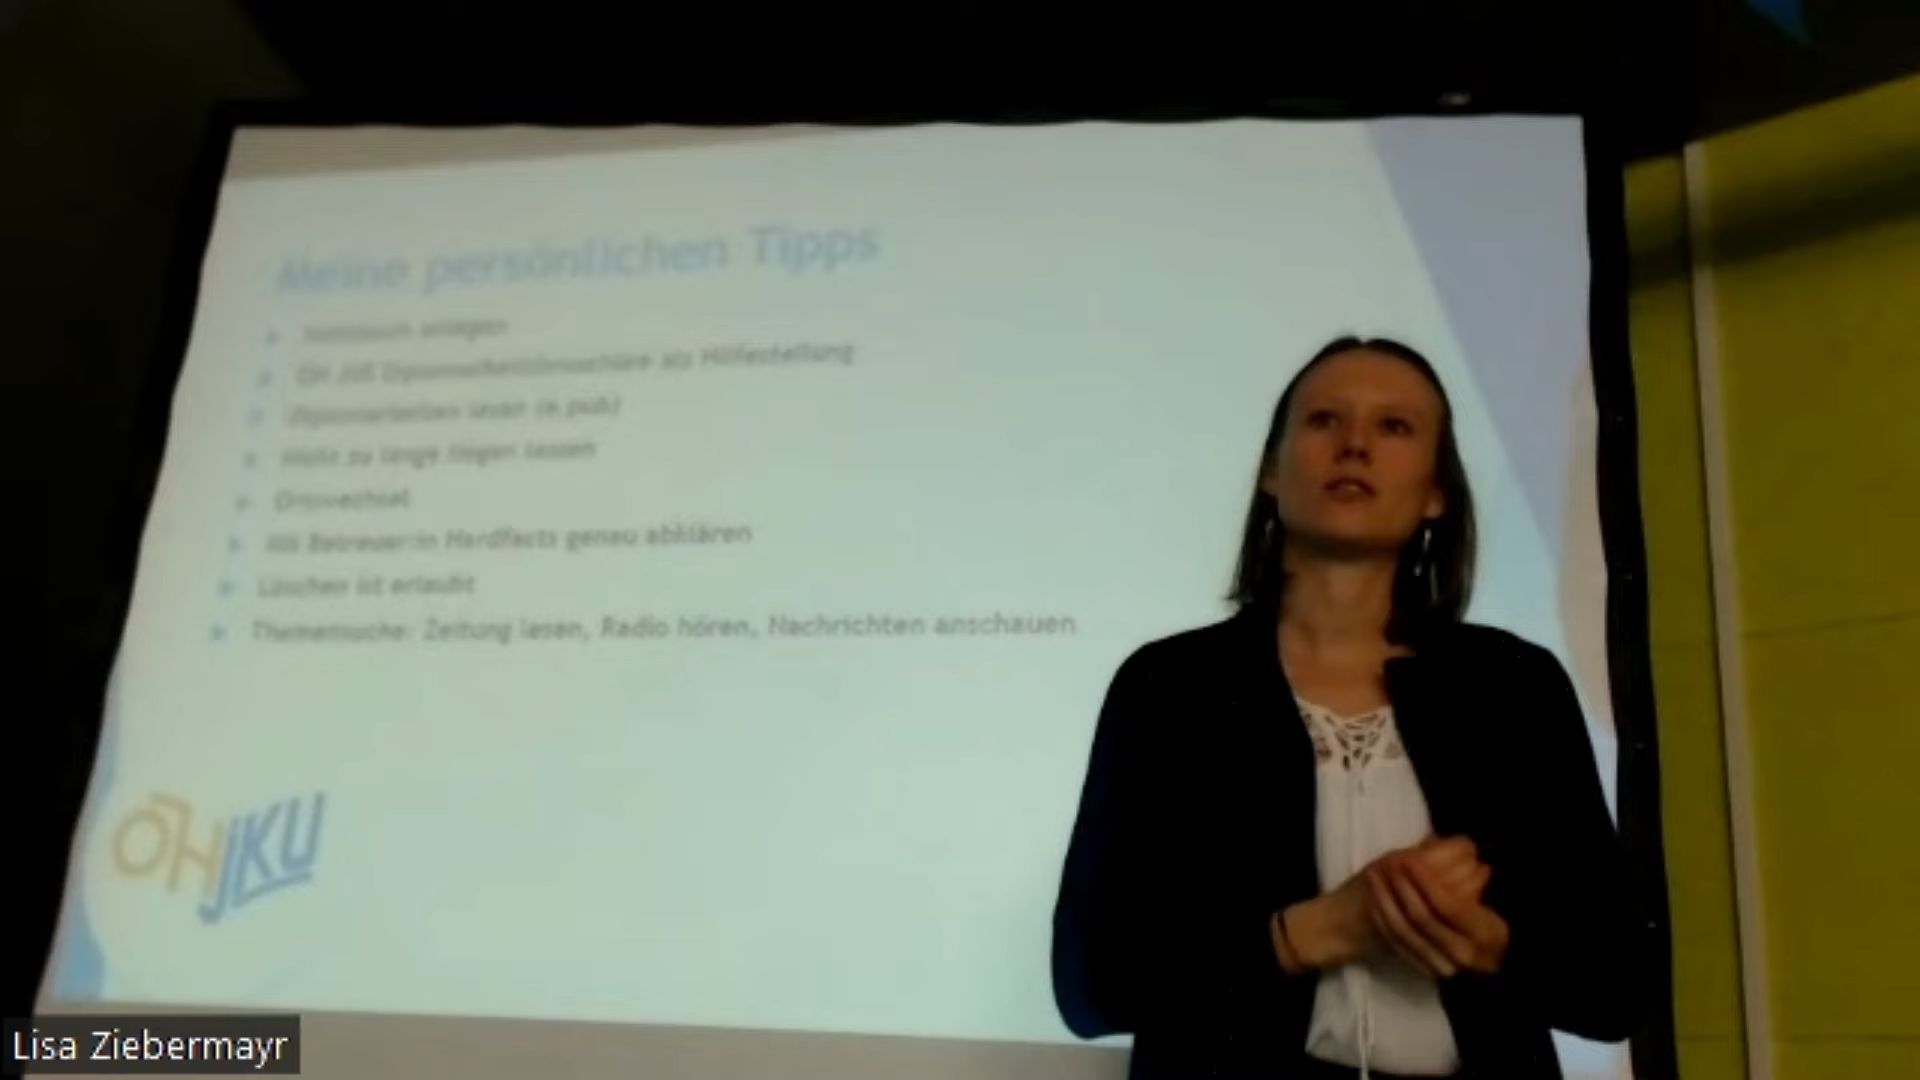 Meine persönlichen Tipps
Notizbuch anlegen
ÖH JUS Diplomarbeitsbroschüre als Hilfestellung
Diplomarbeiten lesen (e.pub)
Nicht zu lange liegen lassen
Ortswechsel
Mit Betreuer:in Hardfacts genau abklären
Löschen ist erlaubt
Themensuche: Zeitung lesen, Radio hören, Nachrichten anschauen
ÖH JKU
Lisa Ziebermayr